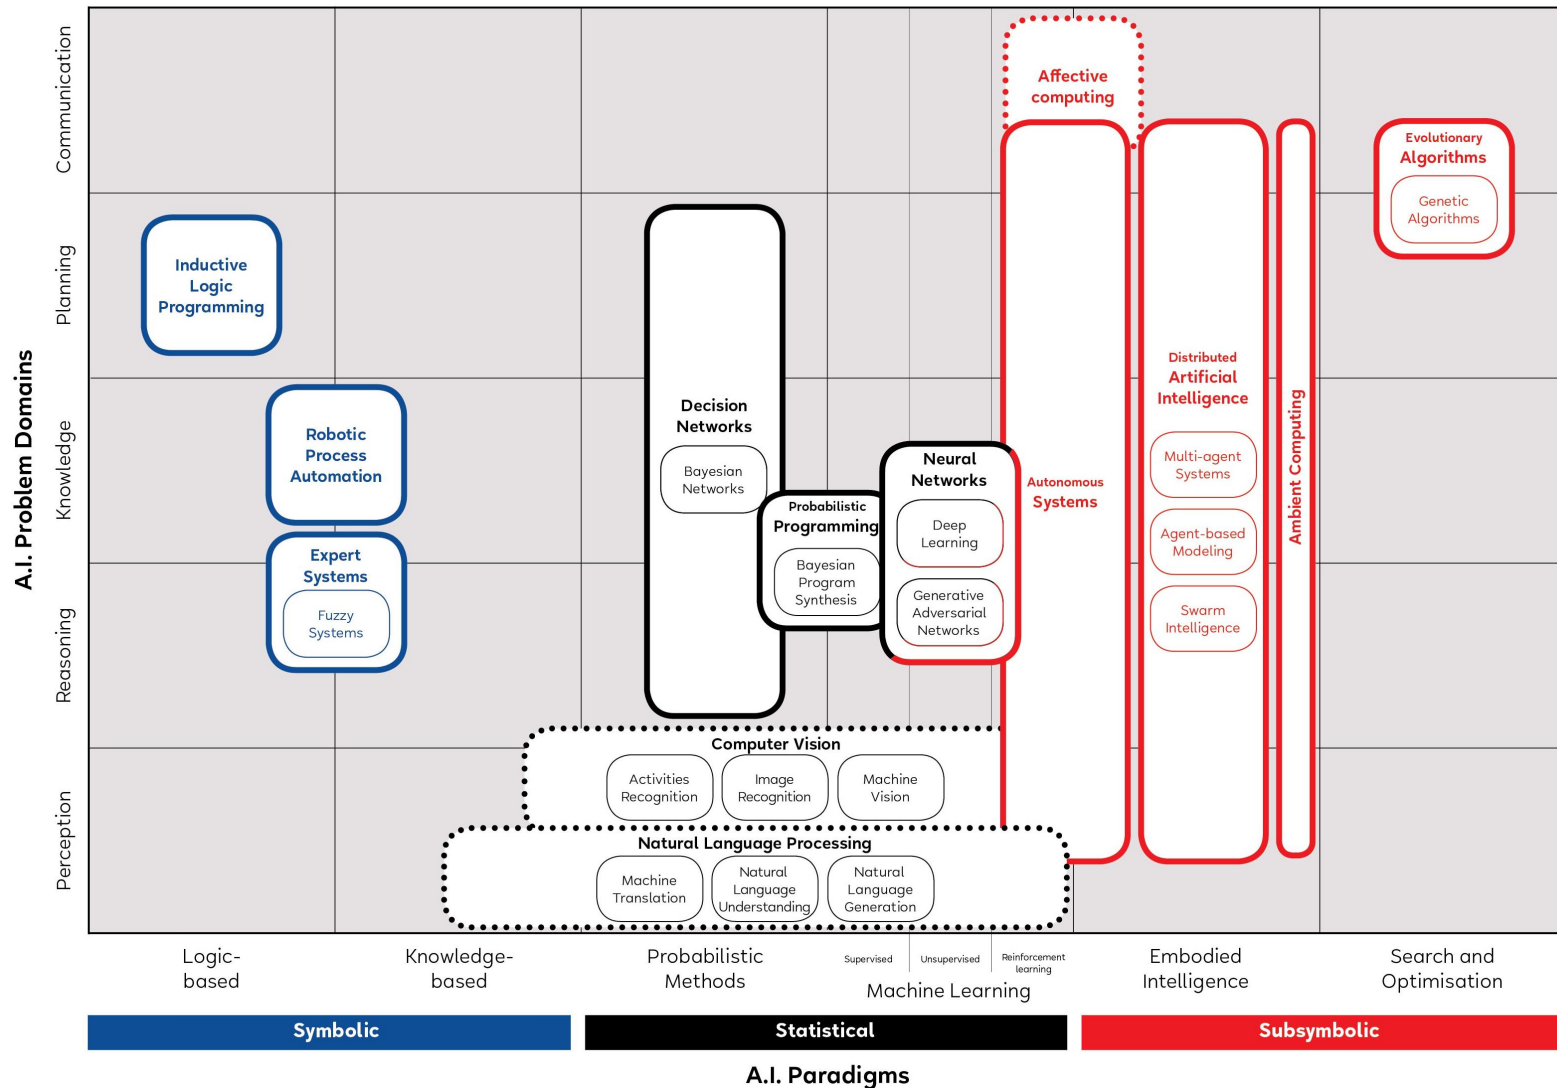 A.I. Problem Domains
Communication
Planning
Knowledge
Reasoning
Perception
Affective
computing
Evolutionary
Algorithms
Genetic
Algorithms
Inductive
Logic
Programming
Robotic
Process
Automation
Expert
Systems
Fuzzy
Systems
Decision
Networks
Bayesian
Networks
Probabilistic
Programming
Bayesian
Program
Synthesis
Neural
Networks
Deep
Learning
Generative
Adversarial
Networks
Autonomous
Systems
Distributed
Artificial
Intelligence
Multi-agent
Systems
Agent-based
Modeling
Swarm
Intelligence
Ambient Computing
Computer Vision
Activities
Recognition
Image
Recognition
Machine
Vision
Natural Language Processing
Machine
Translation
Natural
Language
Understanding
Natural
Language
Generation
Logic-
based
Knowledge-
based
Probabilistic
Methods
Supervised
Unsupervised
Reinforcement
learning
Machine Learning
Embodied
Intelligence
Search and
Optimisation
Symbolic
Statistical
Subsymbolic
A.I. Paradigms